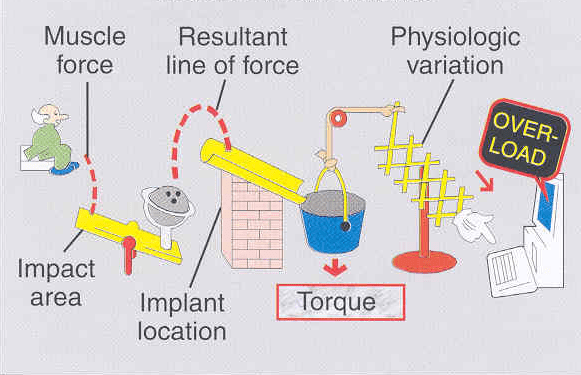 Muscle
force
Resultant
line of force
Physiologic
variation
OVER-
LOAD
Impact
area
Implant
location
Torque